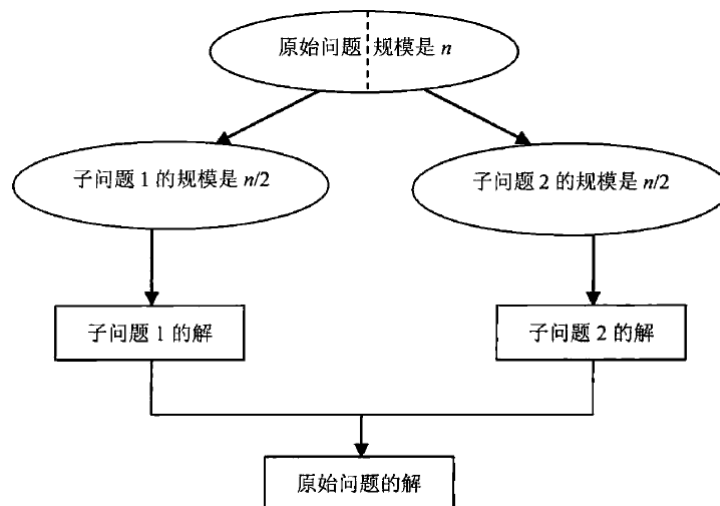 原始问题 规模是 n
子问题 1 的规模是 n/2
子问题 2 的规模是 n/2
子问题 1 的解
子问题 2 的解
原始问题的解